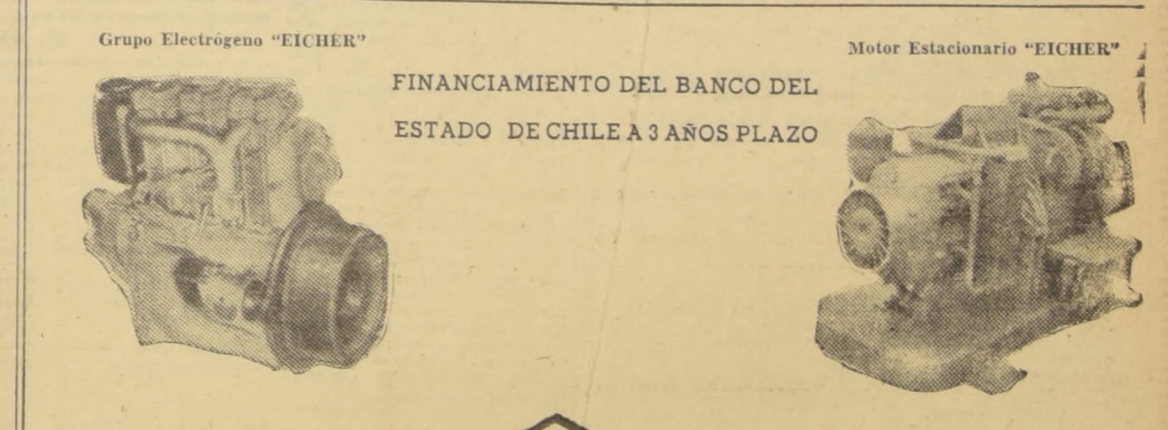 Grupo Electrógeno "EICHER"
Motor Estacionario "EICHER"
FINANCIAMIENTO DEL BANCO DEL
ESTADO DE CHILE A 3 AÑOS PLAZO